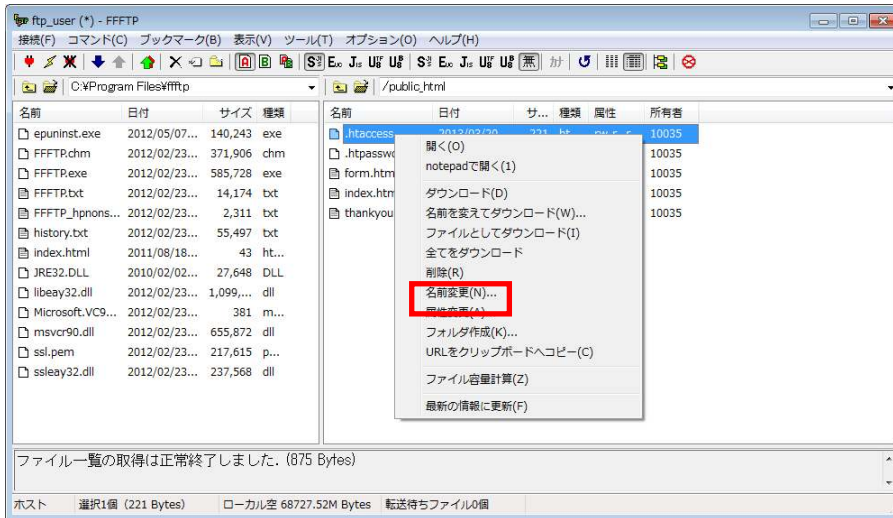 ftp_user (*) - FFFTP
接続(F) コマンド(C) ブックマーク(B) 表示(V) ツール(T) オプション(O) ヘルプ(H)
C:¥Program Files¥ffftp
/public_html
名前 日付 サイズ 種類
epuninst.exe 2012/05/07... 140,243 exe
FFFTP.chm 2012/02/23... 371,906 chm
FFFTP.exe 2012/02/23... 585,728 exe
FFFTP.txt 2012/02/23... 14,174 txt
FFFTP_hpnons... 2012/02/23... 2,311 txt
history.txt 2012/02/23... 55,497 txt
index.html 2011/08/18... 43 ht...
JRE32.DLL 2010/02/02... 27,648 DLL
libeay32.dll 2012/02/23... 1,099,... dll
Microsoft.VC9... 2012/02/23... 381 m...
msvcr90.dll 2012/02/23... 655,872 dll
ssl.pem 2012/02/23... 217,615 p...
ssleay32.dll 2012/02/23... 237,568 dll
名前 日付 サ... 種類 属性 所有者
.htaccess 2013/03/20 221 ht 10035
.htpasswd 10035
form.htm 10035
index.htm 10035
thankyou 10035
開く(O)
notepadで開く(1)
ダウンロード(D)
名前を変えてダウンロード(W)...
ファイルとしてダウンロード(I)
全てをダウンロード
削除(R)
名前変更(N)...
属性変更(A)
フォルダ作成(K)...
URLをクリップボードへコピー(C)
ファイル容量計算(Z)
最新の情報に更新(F)
ファイル一覧の取得は正常終了しました. (875 Bytes)
ホスト 選択1個 (221 Bytes) ローカル空 68727.52M Bytes 転送待ちファイル0個